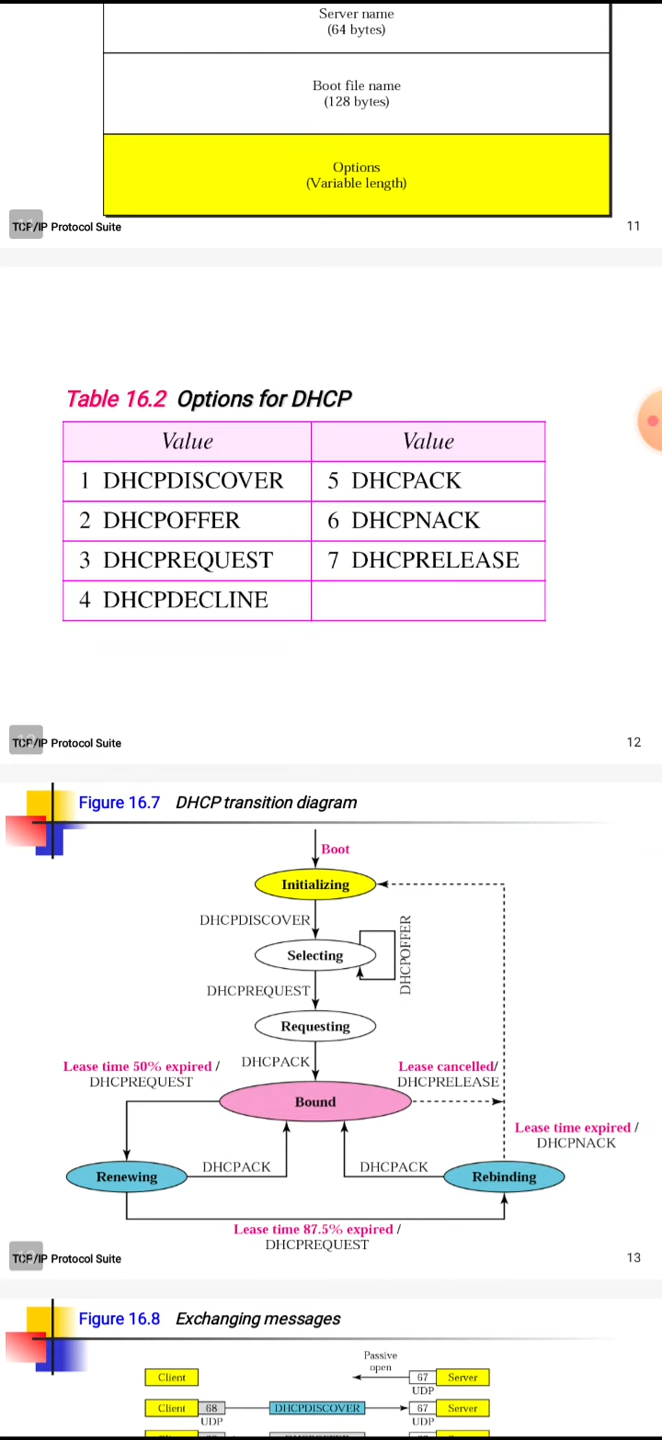 Server name
(64 bytes)
Boot file name
(128 bytes)
Options
(Variable length)
TCP/IP Protocol Suite
11
Table 16.2 Options for DHCP
Value Value
1 DHCPDISCOVER 5 DHCPACK
2 DHCPOFFER 6 DHCPNACK
3 DHCPREQUEST 7 DHCPRELEASE
4 DHCPDECLINE
TCP/IP Protocol Suite
12
Figure 16.7 DHCP transition diagram
Boot
Initializing
DHCPDISCOVER
DHCPOFFER
Selecting
DHCPREQUEST
Requesting
DHCPACK
Lease time 50% expired /
DHCPREQUEST
Lease cancelled/
DHCPRELEASE
Bound
Lease time expired /
DHCPNACK
DHCPACK
DHCPACK
Renewing
Rebinding
Lease time 87.5% expired /
DHCPREQUEST
TCP/IP Protocol Suite
13
Figure 16.8 Exchanging messages
Passive
open
Client
67 Server
UDP
Client 68 DHCPDISCOVER 67 Server
UDP UDP